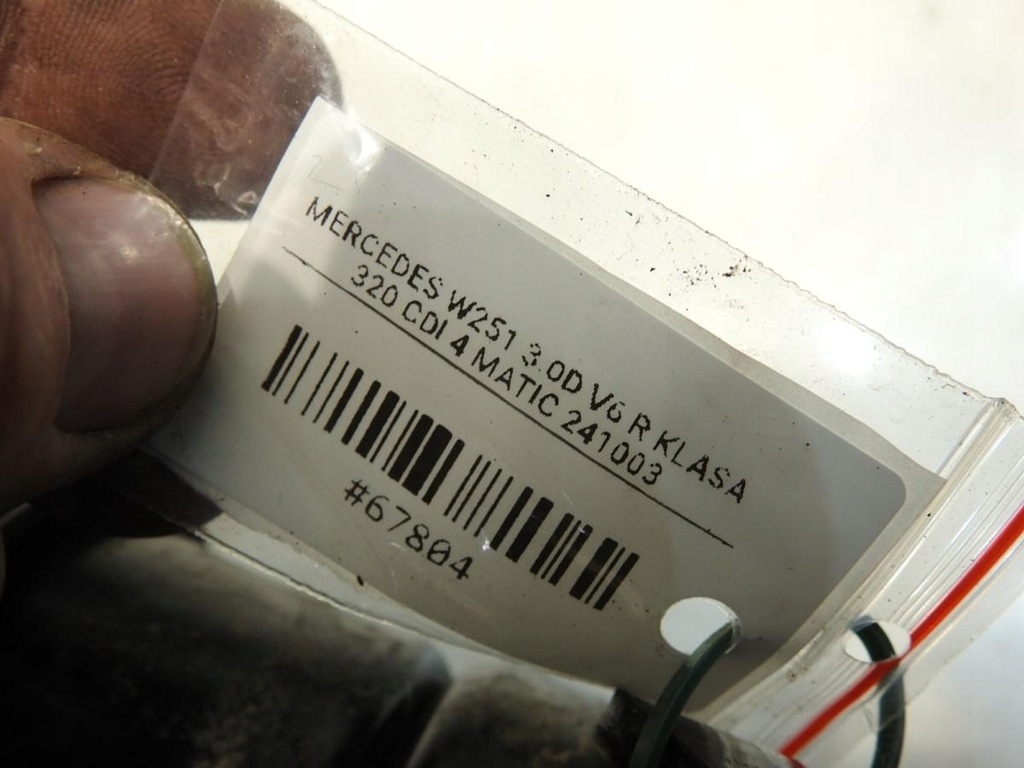 MERCEDES W251 3.0D V6 R KLASA
320 CDI 4 MATIC 241003
#67804